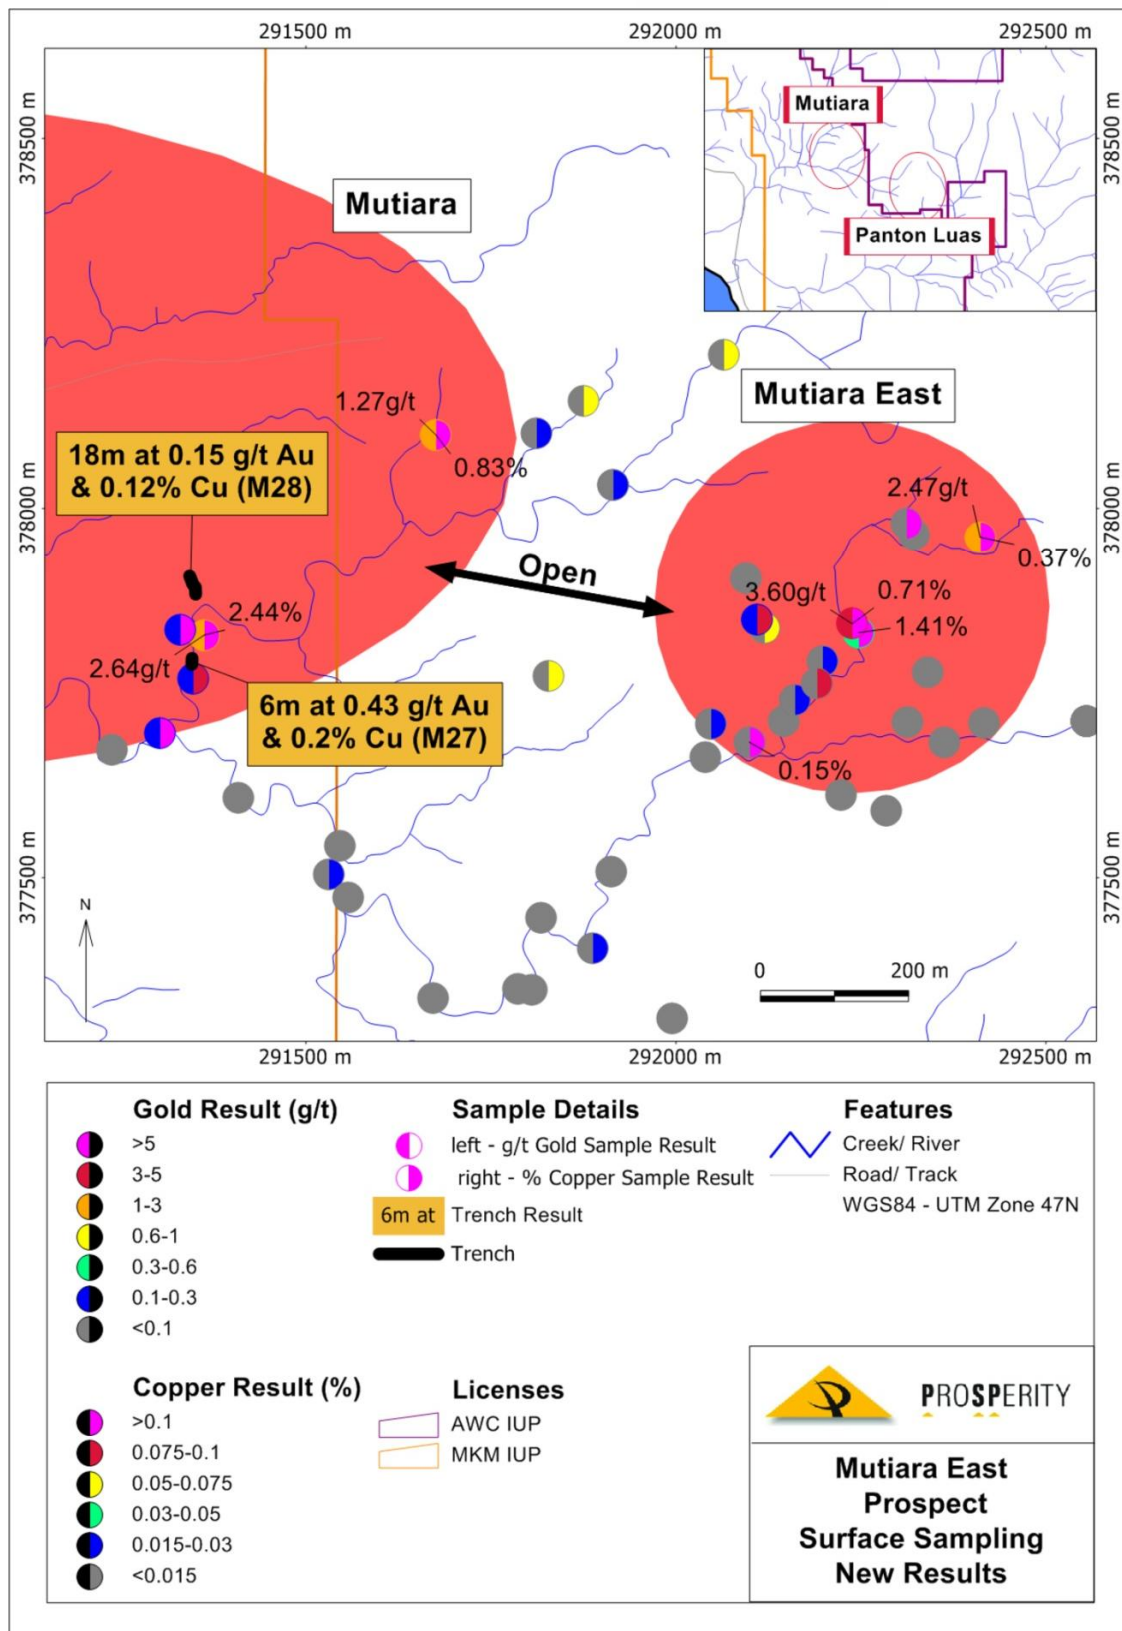 291500 m
292000 m
292500 m
378500 m
378500 m
Mutiara
Panton Luas
Mutiara
Mutiara East
1.27g/t
0.83%
18m at 0.15 g/t Au
& 0.12% Cu (M28)
378000 m
378000 m
2.47g/t
0.37%
Open
3.60g/t
0.71%
1.41%
2.44%
2.64g/t
6m at 0.43 g/t Au
& 0.2% Cu (M27)
0.15%
377500 m
377500 m
N
0
200 m
291500 m
292000 m
292500 m
Gold Result (g/t)
>5
3-5
1-3
0.6-1
0.3-0.6
0.1-0.3
<0.1
Copper Result (%)
>0.1
0.075-0.1
0.05-0.075
0.03-0.05
0.015-0.03
<0.015
Sample Details
left - g/t Gold Sample Result
right - % Copper Sample Result
6m at
Trench Result
Trench
Licenses
AWC IUP
MKM IUP
Features
Creek/ River
Road/ Track
WGS84 - UTM Zone 47N
PROSPERITY
Mutiara East
Prospect
Surface Sampling
New Results